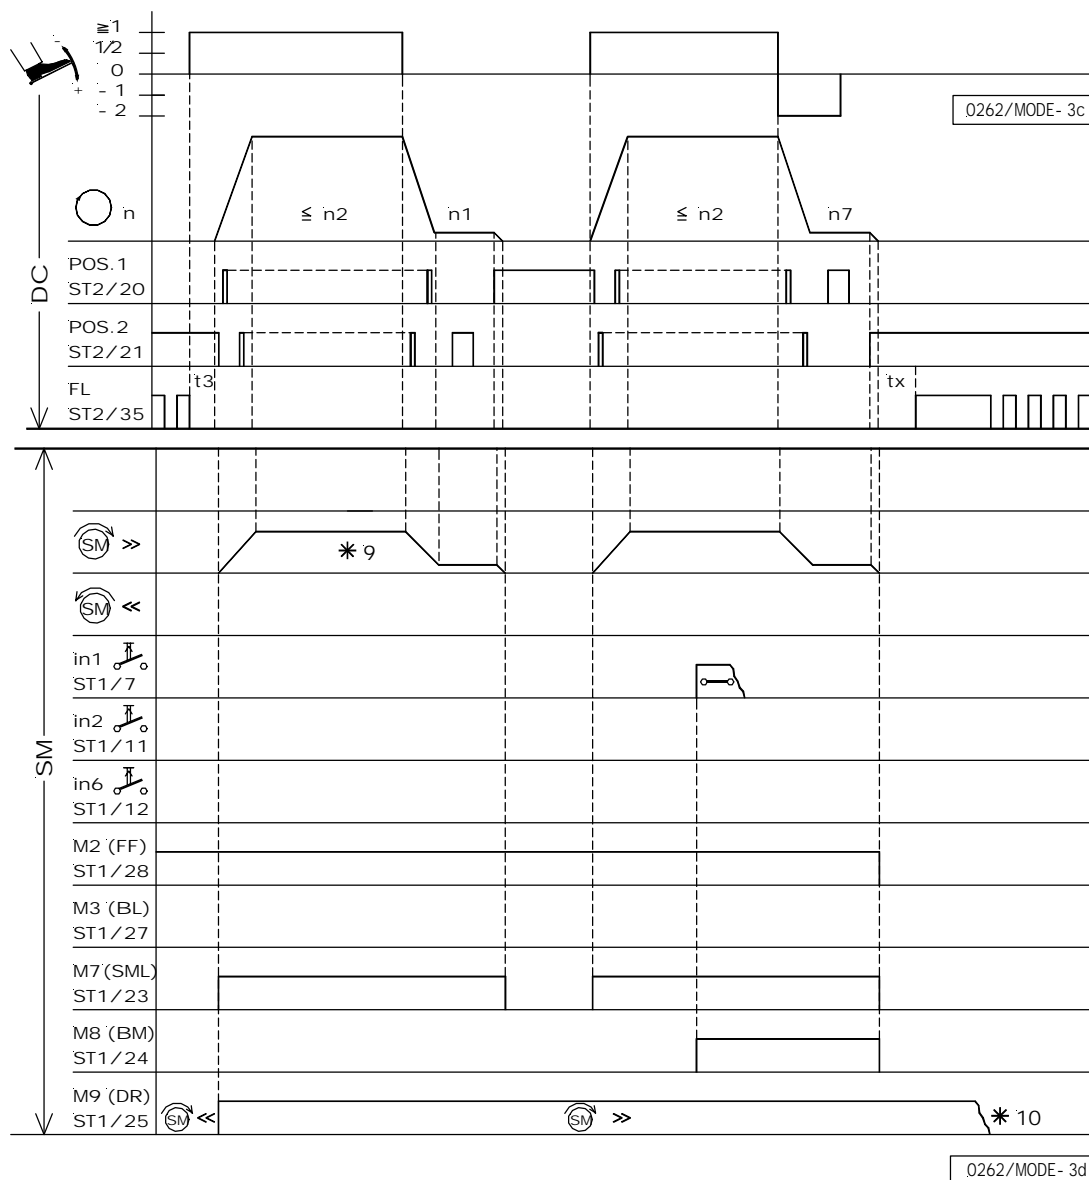 ≧1
1/2
0
- 1
- 2
- 
+
0262/MODE- 3c
DC
n
≦ n2
n1
≦ n2
n7
POS.1
ST2/20
POS.2
ST2/21
FL
ST2/35
t3
tx
SM
SM »
✱ 9
SM «
in1
ST1/7
in2
ST1/11
in6
ST1/12
M2 (FF)
ST1/28
M3 (BL)
ST1/27
M7(SML)
ST1/23
M8 (BM)
ST1/24
M9 (DR)
ST1/25
SM «
SM »
✱ 10
0262/MODE- 3d